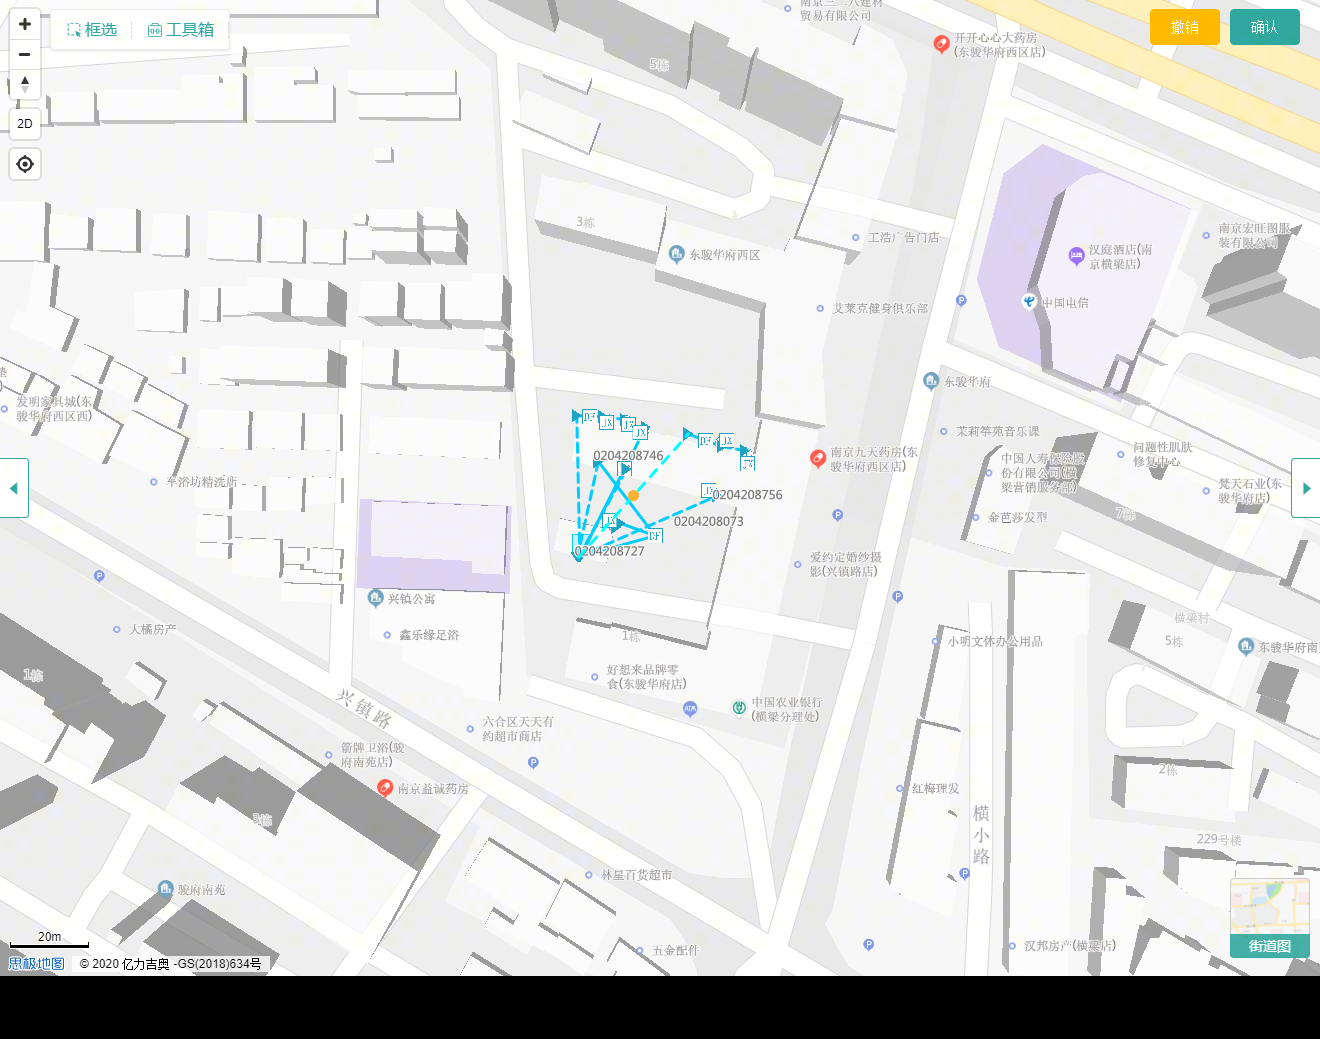 框选
工具箱
撤销
确认
2D
南京三二八建材
贸易有限公司
开开心心大药房
(东骏华府西区店)
5栋
3栋
东骏华府西区
工浩广告门店
艾莱克健身俱乐部
南京宏旺图服
装有限公司
汉庭酒店(南
京横梁店)
中国电信
东骏华府
发明家具城(东
骏华府西区西)
车浴坊精洗店
DF
JX
JX
JX
DF
JX
JX
0204208746
JX
0204208756
0204208073
JX
DF
0204208727
南京九天药房(东
骏华府西区店)
茉莉筝苑音乐课
中国人寿保险股
份有限公司(横
梁营销服务部)
金芭莎发型
问题性肌肤
修复中心
梵天石业(东
骏华府店)
7栋
爱约定婚纱摄
影(兴镇路店)
兴镇公寓
鑫乐缘足浴
大橘房产
1栋
1栋
好想来品牌零
食(东骏华府店)
小明文体办公用品
横梁村
5栋
东骏华府南
兴镇路
六合区天天有
约超市商店
ATM
中国农业银行
(横梁分理处)
箭牌卫浴(骏
府南苑店)
南京益诚药房
3栋
红梅理发
横小路
2栋
229号楼
骏府南苑
林星百货超市
五金配件
汉邦房产(横梁店)
街道图
20m
思极地图
© 2020 亿力吉奥 -GS(2018)634号